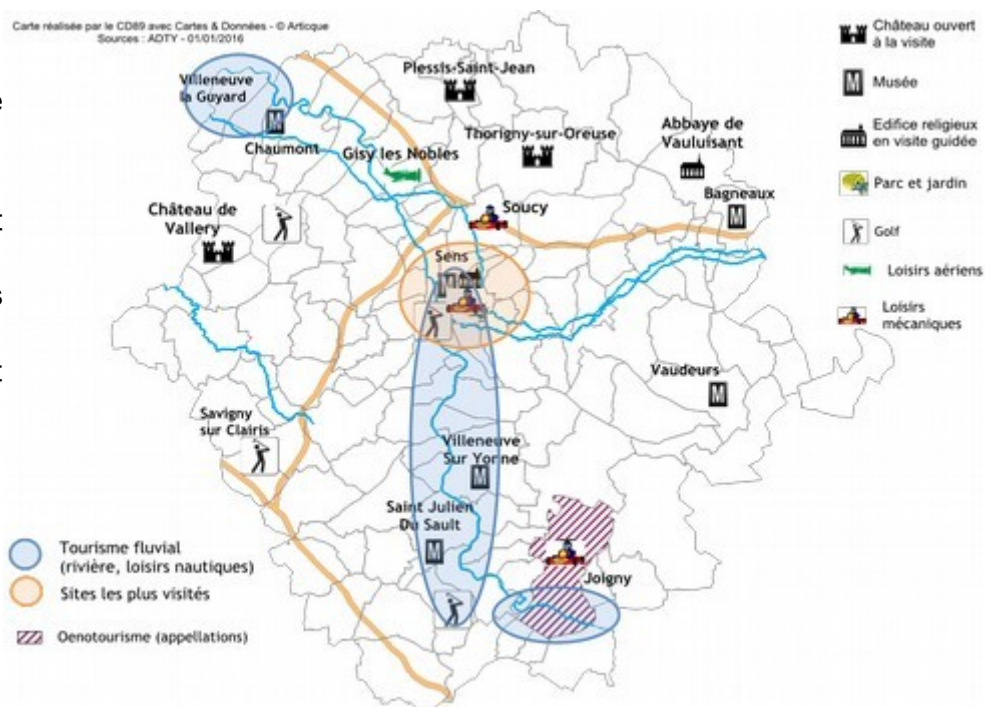 Carte réalisée par le CD89 avec Cartes & Données - © Articque
Sources : ADTY - 01/01/2016
Villeneuve
la Guyard
Chaumont
Plessis-Saint-Jean
Gisy les Nobles
Thorigny-sur-Oreuse
Abbaye de
Vauluisant
Bagneaux
Soucy
Château de
Vallery
Sens
Vaudeurs
Savigny
sur Clairis
Villeneuve
Sur Yonne
Saint Julien
Du Sault
Joigny
Château ouvert
à la visite
M Musée
Edifice religieux
en visite guidée
Parc et jardin
Golf
Loisirs aériens
Loisirs
mécaniques
Tourisme fluvial
(rivière, loisirs nautiques)
Sites les plus visités
Oenotourisme (appellations)